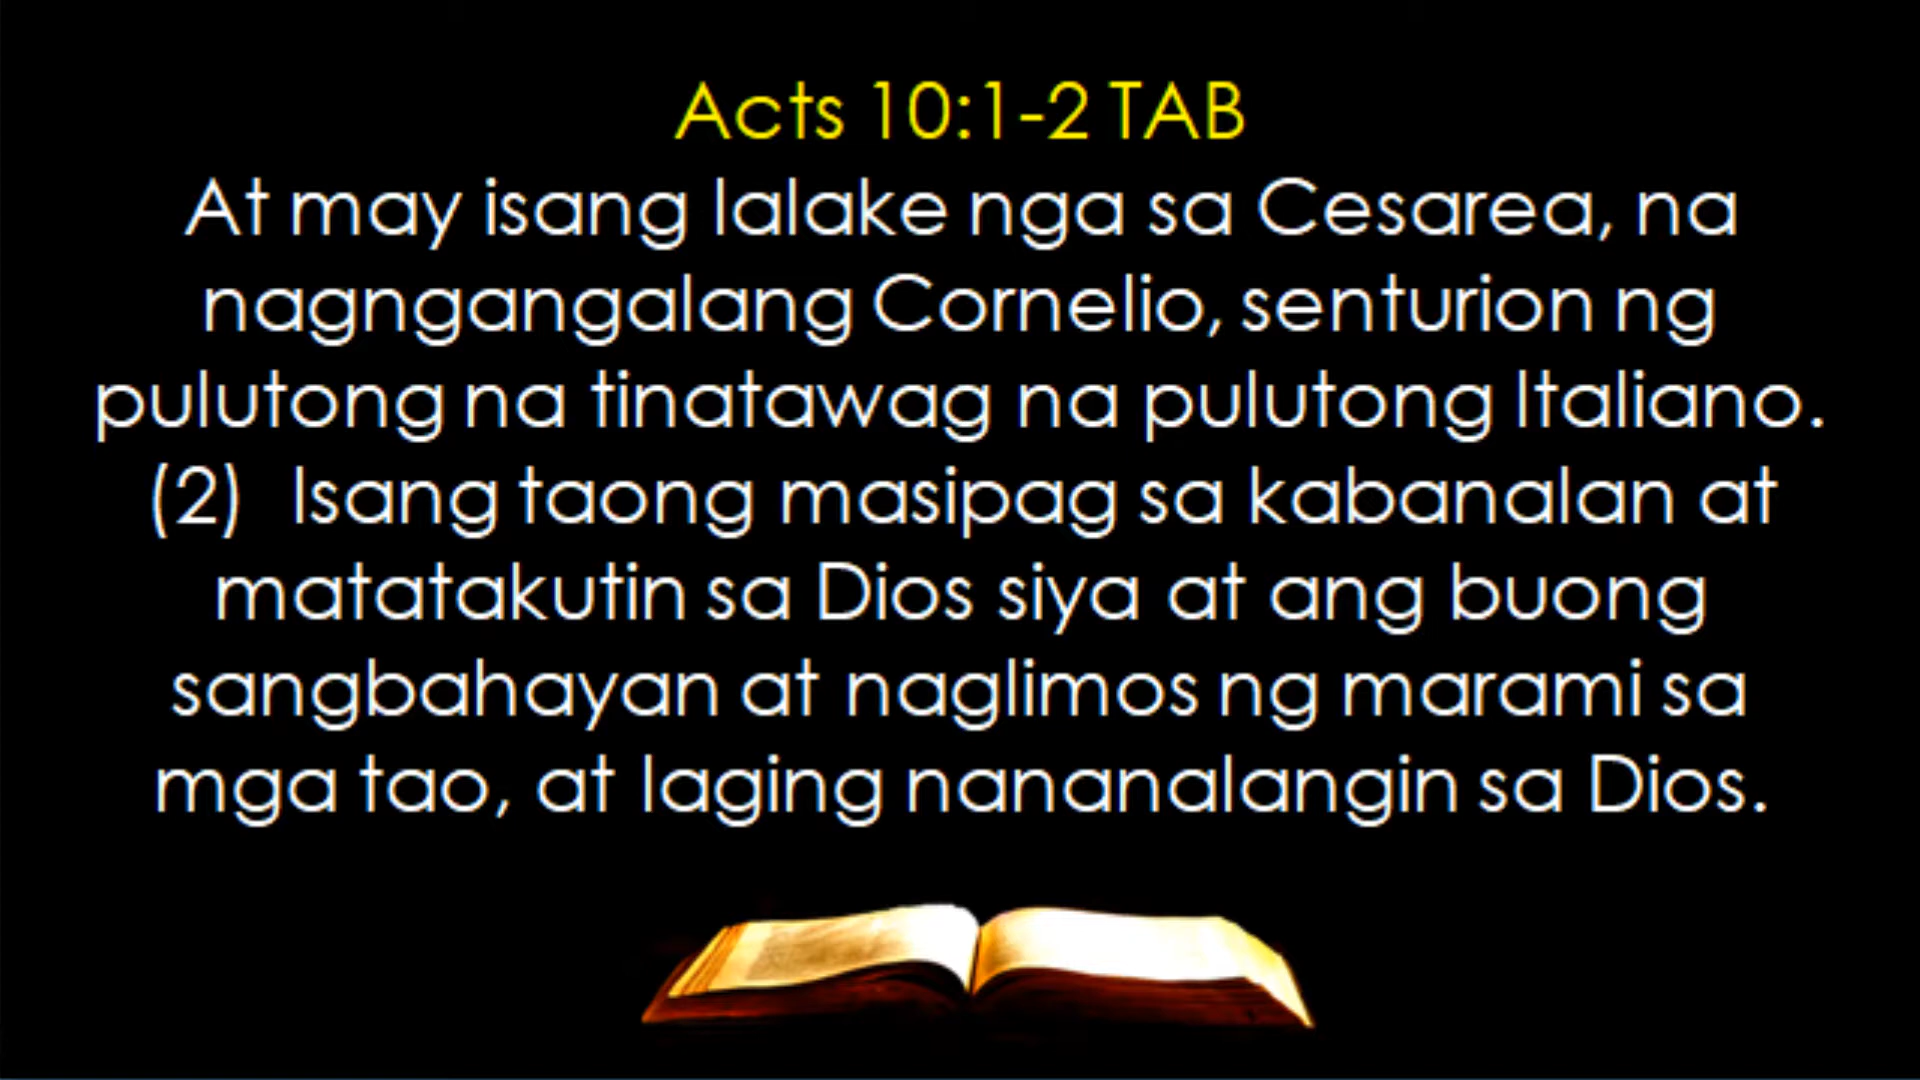 Acts 10:1-2 TAB
At may isang lalake nga sa Cesarea, na
nagngangalang Cornelio, senturion ng
pulutong na tinatawag na pulutong Italiano.
(2) Isang taong masipag sa kabanalan at
matatakutin sa Dios siya at ang buong
sangbahayan at naglimos ng marami sa
mga tao, at laging nananalangin sa Dios.